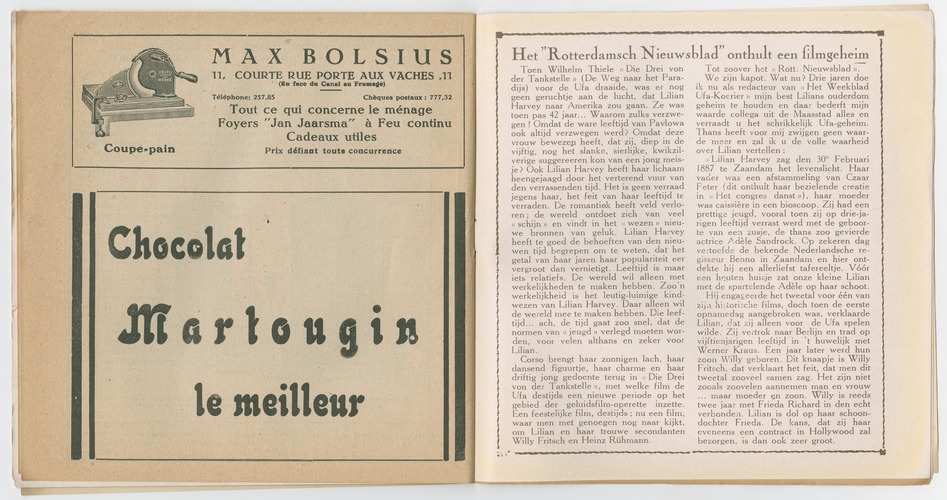 MAX BOLSIUS
11, COURTE RUE PORTE AUX VACHES ,11
(En face du Canal au Fromage)
Téléphone: 257,85 Chèques postaux : 777,32
Tout ce qui concerne le ménage
Foyers "Jan Jaarsma" à Feu continu
Cadeaux utiles
Prix défiant toute concurrence
Coupe-pain
Chocolat
Martougin
le meilleur
Het "Rotterdamsch Nieuwsblad" onthult een filmgeheim
Toen Wilhelm Thiele « Die Drei von
der Tankstelle » (De Weg naar het Para-
dijs) voor de Ufa draaide, was er nog
geen geruchtje aan de lucht, dat Lilian
Harvey naar Amerika zou gaan. Ze was
toen pas 42 jaar... Waarom zulks verzwe-
gen ! Omdat de ware leeftijd van Pavlowa
ook altijd verzwegen werd ? Omdat deze
vrouw bewezen heeft, dat zij, diep in de
vijftig, nog het slanke, sierlijke, kwikzil-
verige suggereeren kon van een jong meis-
je ? Ook Lilian Harvey heeft haar lichaam
heengejaagd door het verterend vuur van
den verrassenden tijd. Het is geen verraad
jegens haar, het feit van haar leeftijd te
verraden. De romantiek heeft veld verlo-
ren ; de wereld ontdoet zich van veel
« schijn » en vindt in het « wezen » nieu-
we bronnen van geluk. Lilian Harvey
heeft te goed de behoeften van den nieu-
wen tijd begrepen om te weten, dat het
getal van haar jaren haar populariteit eer
vergroot dan vernietigt. Leeftijd is maar
iets relatiefs. De wereld wil alleen met
werkelijkheden te maken hebben. Zoo'n
werkelijkheid is het leutig-luimige kind-
wezen van Lilian Harvey. Daar alleen wil
de wereld mee te maken hebben. Die leef-
tijd... ach, de tijd gaat zoo snel, dat de
normen van « jeugd » verlegd moeten wor-
den, voor velen althans en zeker voor
Lilian.
Corso brengt haar zonnigen lach, haar
dansend figuurtje, haar charme en haar
driftig jong gedoente terug in « Die Drei
von der Tankstelle », met welke film de
Ufa destijds een nieuwe periode op het
gebied der geluidsfilm-operette inzette.
Een feestelijke film, destijds ; nu een film,
waar men met genoegen nog naar kijkt,
om Lilian en haar trouwe secondanten
Willy Fritsch en Heinz Rühmann.
Tot zoover het « Rott. Nieuwsblad ».
We zijn kapot. Wat nu? Drie jaren doe
ik nu als redacteur van « Het Weekblad
Ufa-Koerier » mijn best Lilians ouderdom
geheim te houden en daar bederft mijn
waarde collega uit de Maasstad alles en
verraadt u het schrikkelijk Ufa-geheim.
Thans heeft voor mij zwijgen geen waar-
de meer en zal ik u de volle waarheid
over Lilian vertellen :
« Lilian Harvey zag den 30e Februari
1887 te Zaandam het levenslicht. Haar
vader was een afstammeling van Czaar
Peter (dit onthult haar bezielende creatie
in « Het congres danst »), haar moeder
was caissière in een bioscoop. Zij had een
prettige jeugd, vooral toen zij op drie-ja-
rigen leeftijd verrast werd met de geboor-
te van een zusje, de thans zoo gevierde
actrice Adèle Sandrock. Op zekeren dag
vertoefde de bekende Nederlandsche re-
gisseur Benno in Zaandam en hier ont-
dekte hij een allerliefst tafereeltje. Vóór
een houten huisje zat onze kleine Lilian
met de spartelende Adèle op haar schoot.
Hij engageerde het tweetal voor één van
zijn historische films, doch toen de eerste
opnamedag aangebroken was, verklaarde
Lilian, dat zij alleen voor de Ufa spelen
wilde. Zij vertrok naar Berlijn en trad op
vijftienjarigen leeftijd in 't huwelijk met
Werner Kraus. Een jaar later werd hun
zoon Willy geboren. Dit knaapje is Willy
Fritsch, dat verklaart het feit, dat men dit
tweetal zooveel samen zag. Het zijn niet
zooals zoovelen aannemen man en vrouw
... maar moeder en zoon. Willy is reeds
twee jaar met Frieda Richard in den echt
verbonden. Lilian is dol op haar schoon-
dochter Frieda. De kans, dat zij haar
eveneens een contract in Hollywood zal
bezorgen, is dan ook zeer groot.